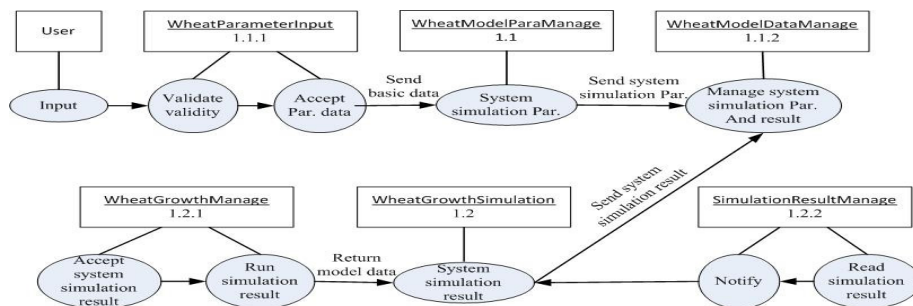 User
WheatParameterInput
1.1.1
WheatModelParaManage
1.1
WheatModelDataManage
1.1.2
Input
Validate
validity
Accept
Par. data
Send
basic data
System
simulation Par.
Send system
simulation Par.
Manage system
simulation Par.
And result
WheatGrowthManage
1.2.1
WheatGrowthSimulation
1.2
Send system
simulation result
SimulationResultManage
1.2.2
Accept
system
simulation
result
Run
simulation
result
Return
model data
System
simulation
result
Notify
Read
simulation
result